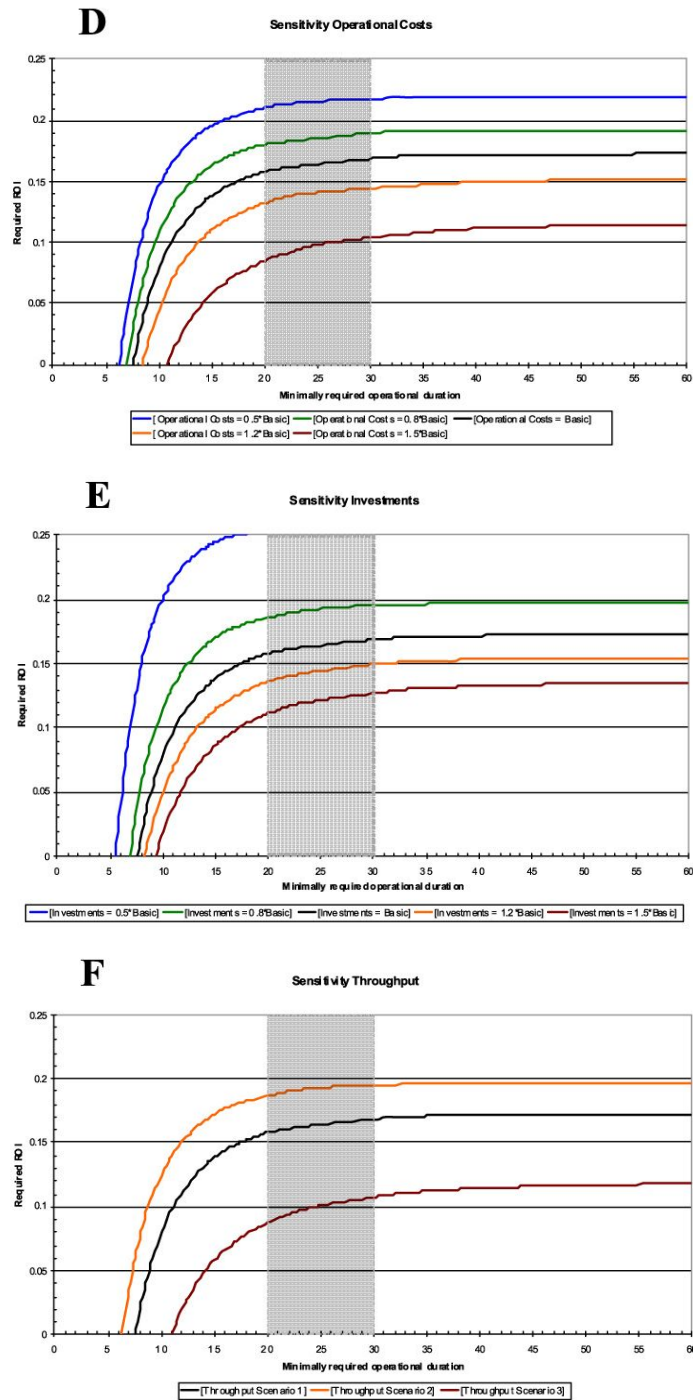 D
Sensitivity Operational Costs
0.25
0.2
0.15
0.1
0.05
0
Required ROI
0 5 10 15 20 25 30 35 40 45 50 55 60
Minimally required operational duration
[Operational Costs = 0.5*Basic] [Operational Costs = 0.8*Basic] [Operational Costs = Basic]
[Operational Costs = 1.2*Basic] [Operational Costs = 1.5*Basic]
E
Sensitivity Investments
0.25
0.2
0.15
0.1
0.05
0
Required ROI
0 5 10 15 20 25 30 35 40 45 50 55 60
Minimally required operational duration
[Investments = 0.5*Basic] [Investments = 0.8*Basic] [Investments = Basic] [Investments = 1.2*Basic] [Investments = 1.5*Basic]
F
Sensitivity Throughput
0.25
0.2
0.15
0.1
0.05
0
Required ROI
0 5 10 15 20 25 30 35 40 45 50 55 60
Minimally required operational duration
[Throughput Scenario 1] [Throughput Scenario 2] [Throughput Scenario 3]